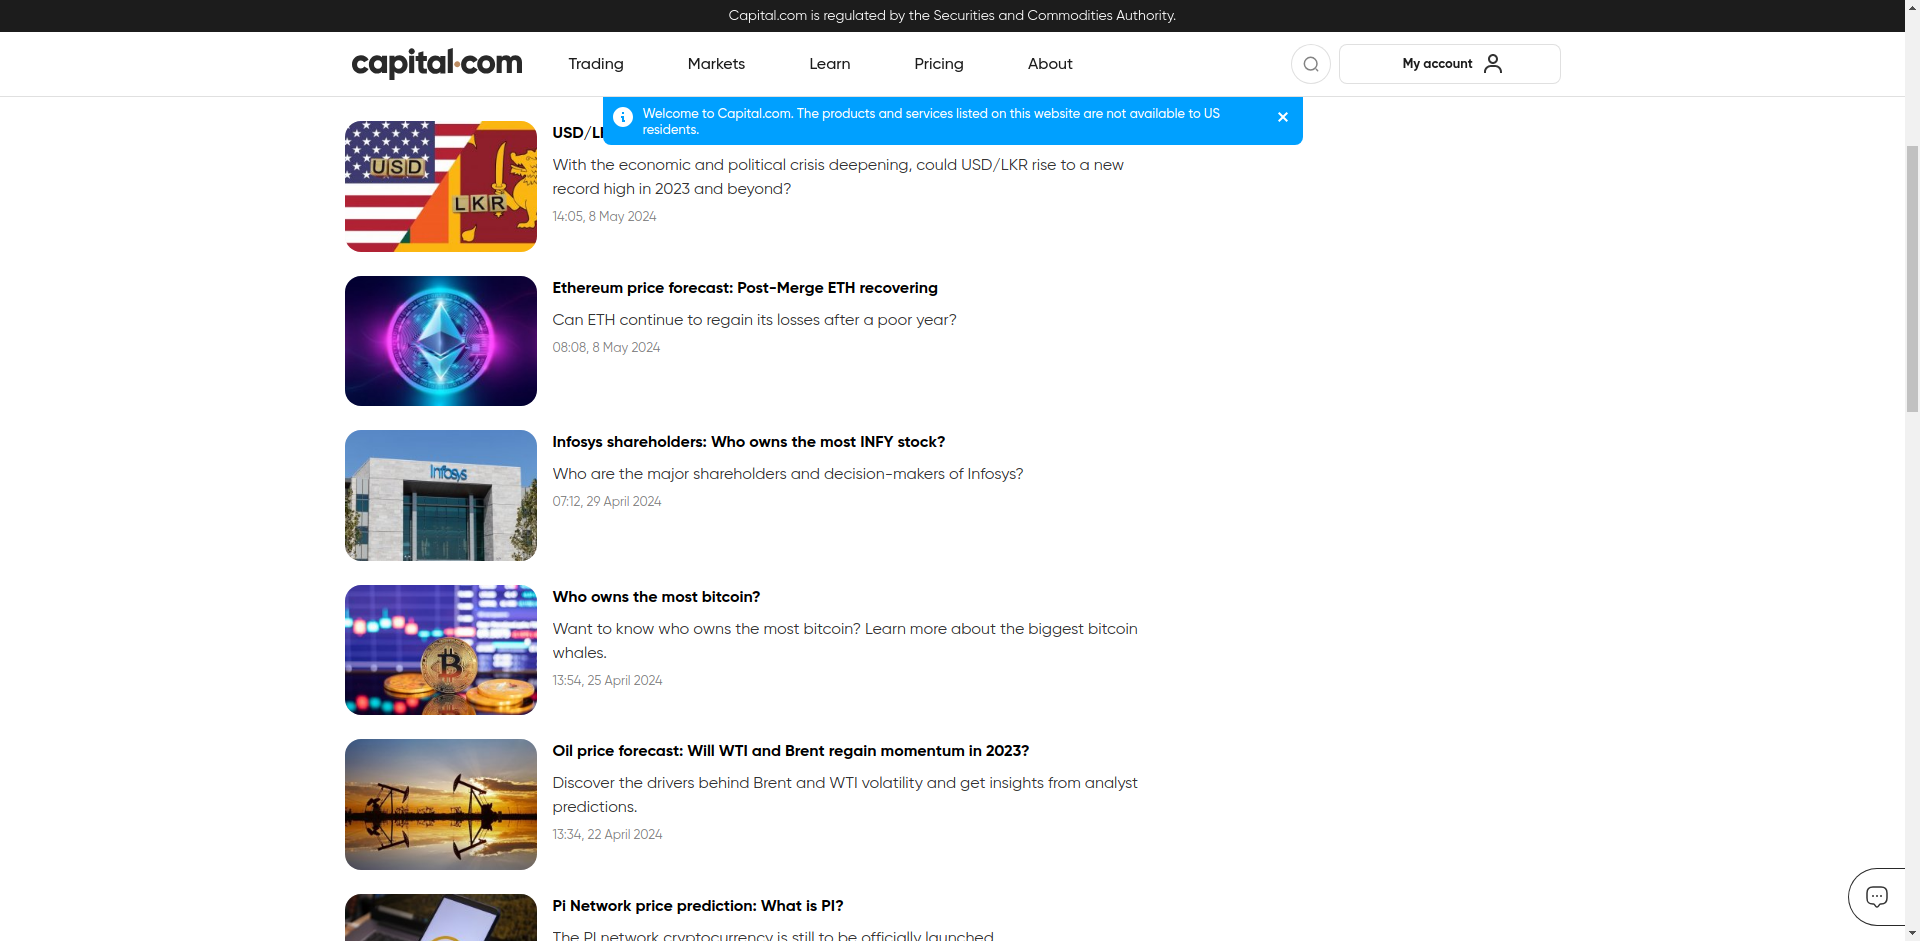 Capital.com is regulated by the Securities and Commodities Authority.
capital.com
Trading
Markets
Learn
Pricing
About
My account
Welcome to Capital.com. The products and services listed on this website are not available to US
residents.
USD
LKR
With the economic and political crisis deepening, could USD/LKR rise to a new
record high in 2023 and beyond?
14:05, 8 May 2024
Ethereum price forecast: Post-Merge ETH recovering
Can ETH continue to regain its losses after a poor year?
08:08, 8 May 2024
Infosys
Infosys shareholders: Who owns the most INFY stock?
Who are the major shareholders and decision-makers of Infosys?
07:12, 29 April 2024
Who owns the most bitcoin?
Want to know who owns the most bitcoin? Learn more about the biggest bitcoin
whales.
13:54, 25 April 2024
Oil price forecast: Will WTI and Brent regain momentum in 2023?
Discover the drivers behind Brent and WTI volatility and get insights from analyst
predictions.
13:34, 22 April 2024
Pi Network price prediction: What is PI?
The PI network cryptocurrency is still to be officially launched